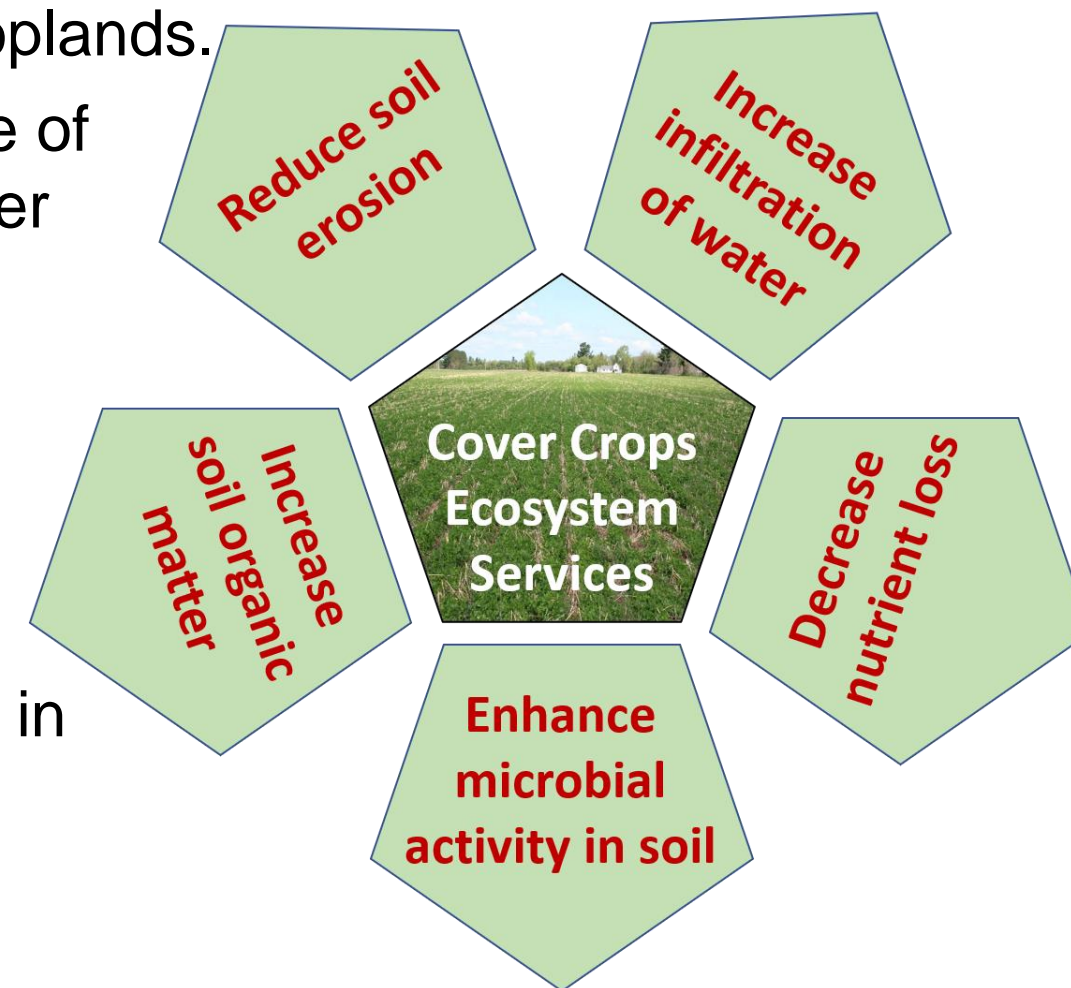 oplands.
e of
er
in
Reduce soil
erosion
Increase
infiltration
of water
Cover Crops
Ecosystem
Services
Increase
soil organic
matter
Decrease
nutrient loss
Enhance
microbial
activity in soil